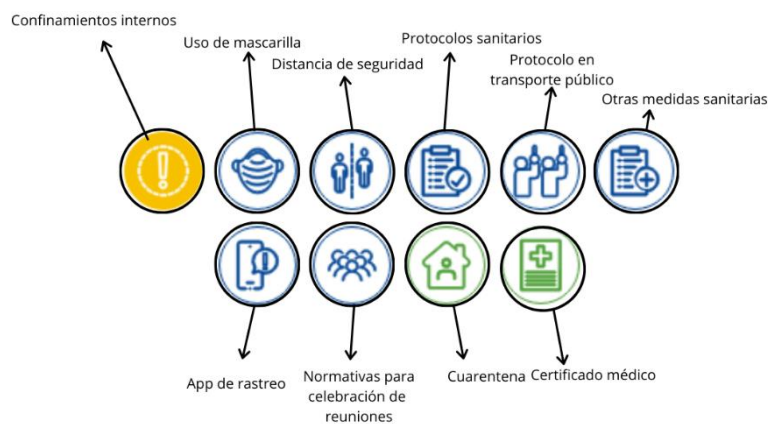 Confinamientos internos
Uso de mascarilla
Distancia de seguridad
Protocolos sanitarios
Protocolo en
transporte público
Otras medidas sanitarias
App de rastreo
Normativas para
celebración de
reuniones
Cuarentena
Certificado médico